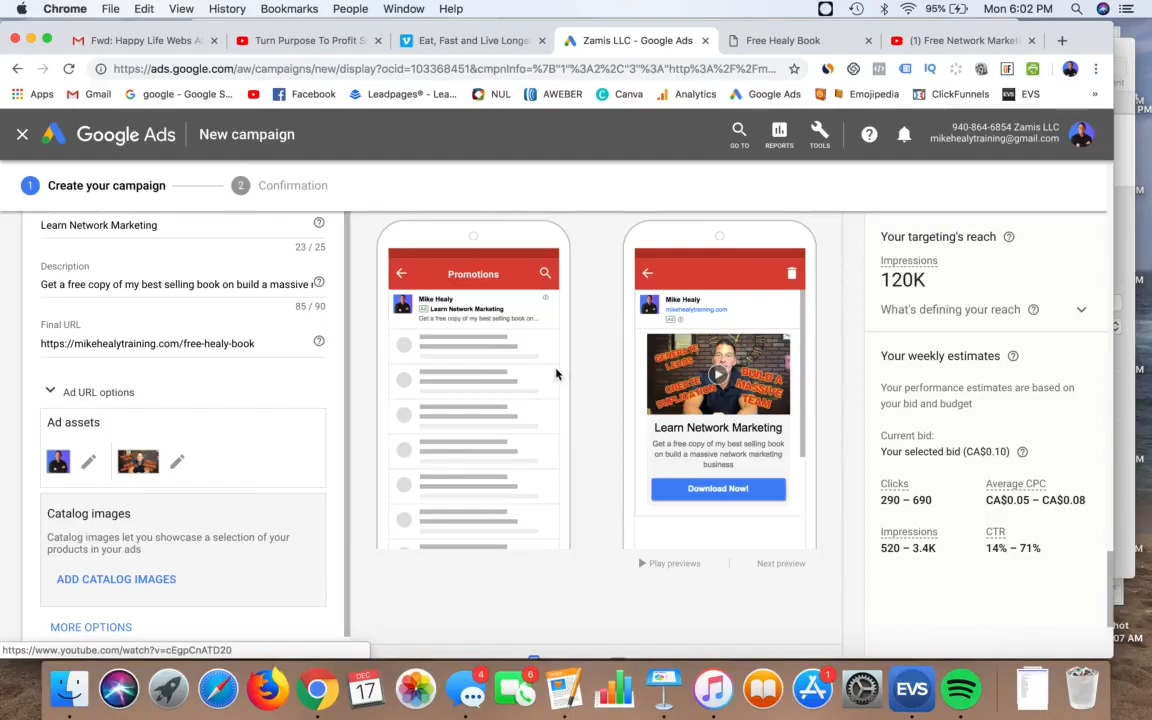 Chrome File Edit View History Bookmarks People Window Help
95% Mon 6:02 PM
Fwd: Happy Life Webs A
Turn Purpose To Profit S
Eat, Fast and Live Longe
Zamis LLC - Google Ads
Free Healy Book
(1) Free Network Market
https://ads.google.com/aw/campaigns/new/display?ocid=103368451&cmpnInfo=%7B"1"%3A2%2C"3"%3A"http%3A%2F%2Fm...
Apps Gmail google - Google S... Facebook Leadpages® - Lea... NUL AWEBER Canva Analytics Google Ads Emojipedia ClickFunnels EVS EVS »
Google Ads New campaign
GO TO REPORTS TOOLS
940-864-6854 Zamis LLC
mikehealytraining@gmail.com
1 Create your campaign 2 Confirmation
Learn Network Marketing
23 / 25
Description
Get a free copy of my best selling book on build a massive
85 / 90
Final URL
https://mikehealytraining.com/free-healy-book
Ad URL options
Ad assets
Catalog images
Catalog images let you showcase a selection of your
products in your ads
ADD CATALOG IMAGES
MORE OPTIONS
https://www.youtube.com/watch?v=cEgpCnATD20
Promotions
Mike Healy
Ad Learn Network Marketing
Get a free copy of my best selling book on...
Mike Healy
mikehealytraining.com
Ad
GENERATE LEADS
CREATE DUPLICATION
BUILD A MASSIVE TEAM
Learn Network Marketing
Get a free copy of my best selling book
on build a massive network marketing
business
Download Now!
Play previews
Next preview
Your targeting's reach
Impressions
120K
What's defining your reach
Your weekly estimates
Your performance estimates are based on
your bid and budget
Current bid:
Your selected bid (CA$0.10)
Clicks Average CPC
290 – 690 CA$0.05 – CA$0.08
Impressions CTR
520 – 3.4K 14% – 71%
DEC
17
4
6
1
EVS